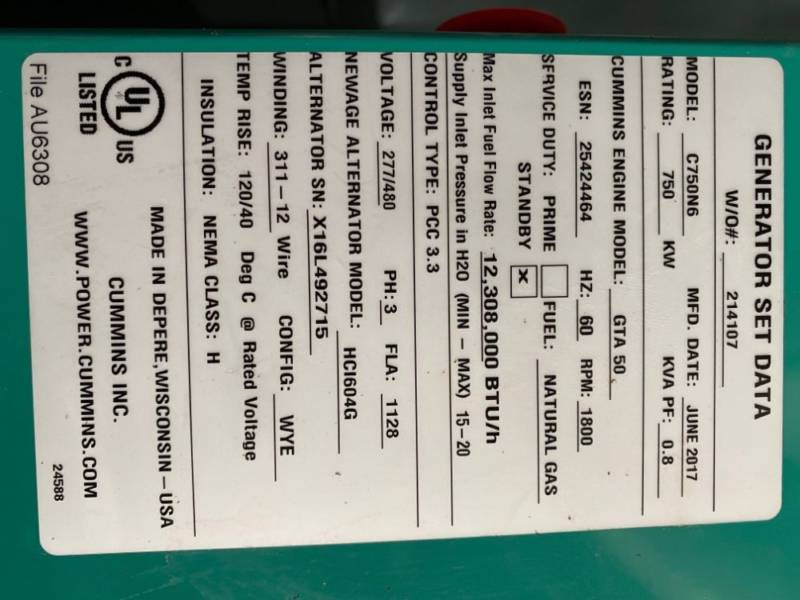 GENERATOR SET DATA
W/O#: 214107
MODEL: C750N6 MFD. DATE: JUNE 2017
RATING: 750 KW KVA PF: 0.8
CUMMINS ENGINE MODEL: GTA 50
ESN: 25424464 HZ: 60 RPM: 1800
SERVICE DUTY: PRIME FUEL: NATURAL GAS
STANDBY X
Max Inlet Fuel Flow Rate: 12,308,000 BTU/h
Supply Inlet Pressure in H2O (MIN – MAX) 15–20
CONTROL TYPE: PCC 3.3
VOLTAGE: 277/480 PH: 3 FLA: 1128
NEWAGE ALTERNATOR MODEL: HCI604G
ALTERNATOR SN: X16L492715
WINDING: 311–12 Wire CONFIG: WYE
TEMP RISE: 120/40 Deg C @ Rated Voltage
INSULATION: NEMA CLASS: H
C UL US
LISTED
File AU6308
MADE IN DEPERE, WISCONSIN – USA
CUMMINS INC.
WWW.POWER.CUMMINS.COM
24588